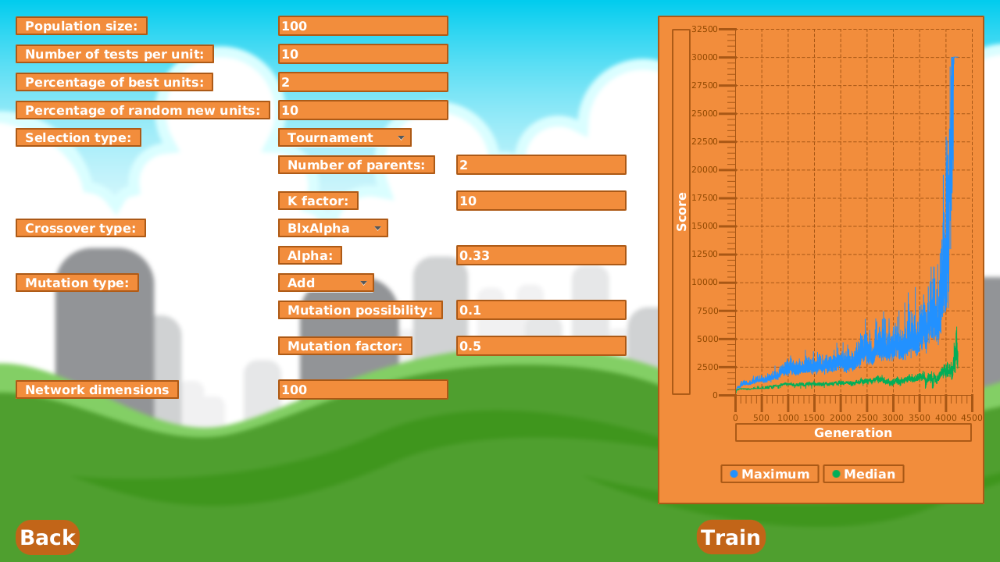 Population size: 100
Number of tests per unit: 10
Percentage of best units: 2
Percentage of random new units: 10
Selection type: Tournament
Number of parents: 2
K factor: 10
Crossover type: BlxAlpha
Alpha: 0.33
Mutation type: Add
Mutation possibility: 0.1
Mutation factor: 0.5
Network dimensions 100
Score
32500
30000
27500
25000
22500
20000
17500
15000
12500
10000
7500
5000
2500
0
0 500 1000 1500 2000 2500 3000 3500 4000 4500
Generation
Maximum Median
Back Train